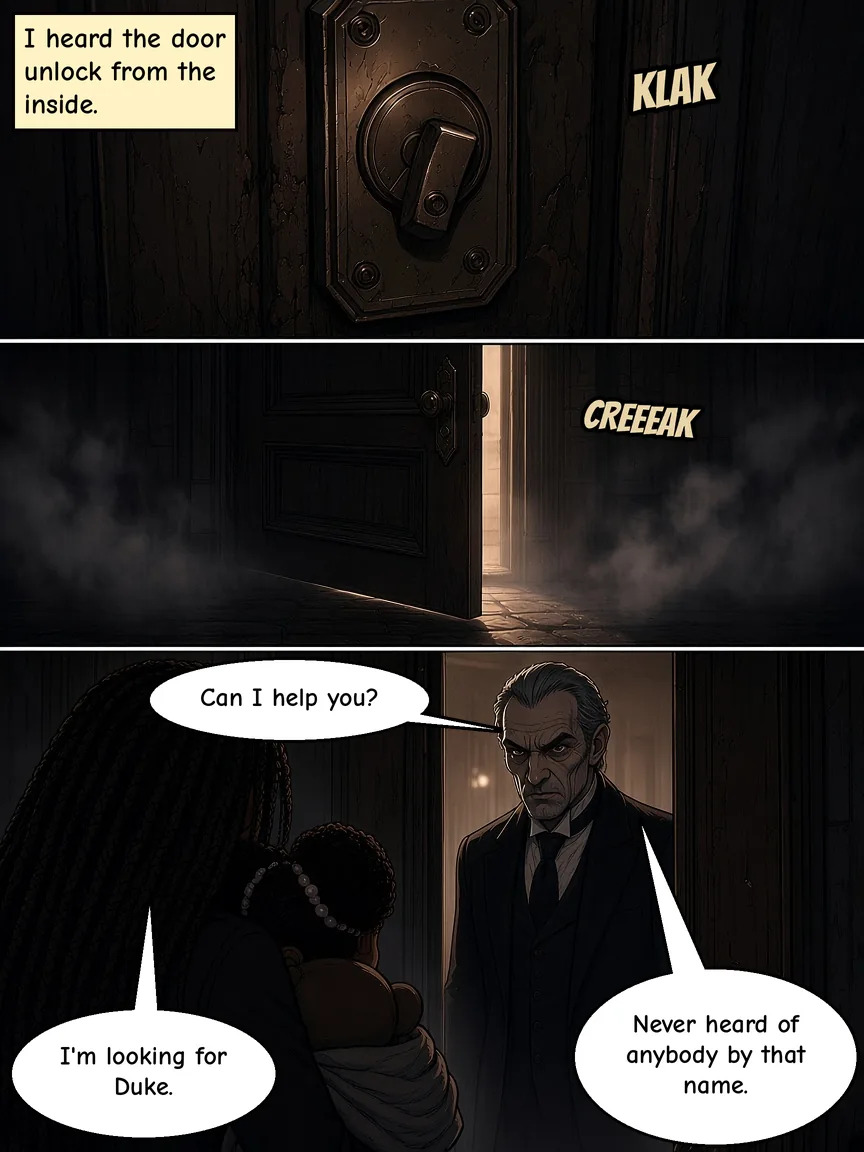 I heard the door
unlock from the
inside.
KLAK
CREEEAK
Can I help you?
I'm looking for
Duke.
Never heard of
anybody by that
name.